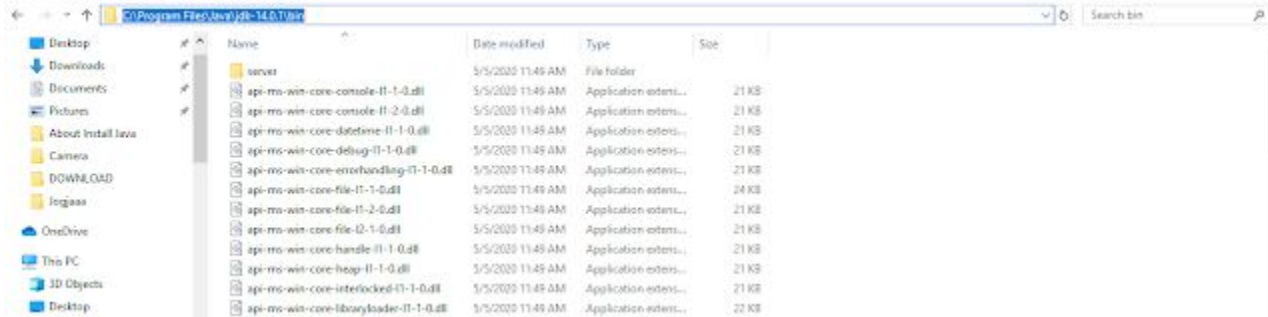 C:\Program Files\Java\jdk-14.0.1\bin
Search bin
Name Date modified Type Size
Desktop
Downloads
Documents
Pictures
About Install Java
Camera
DOWNLOAD
Jogjaaa
OneDrive
This PC
3D Objects
Desktop
server 5/5/2020 11:49 AM File folder
api-ms-win-core-console-l1-1-0.dll 5/5/2020 11:49 AM Application extens... 21 KB
api-ms-win-core-console-l1-2-0.dll 5/5/2020 11:49 AM Application extens... 21 KB
api-ms-win-core-datetime-l1-1-0.dll 5/5/2020 11:49 AM Application extens... 21 KB
api-ms-win-core-debug-l1-1-0.dll 5/5/2020 11:49 AM Application extens... 21 KB
api-ms-win-core-errorhandling-l1-1-0.dll 5/5/2020 11:49 AM Application extens... 21 KB
api-ms-win-core-file-l1-1-0.dll 5/5/2020 11:49 AM Application extens... 24 KB
api-ms-win-core-file-l1-2-0.dll 5/5/2020 11:49 AM Application extens... 21 KB
api-ms-win-core-file-l2-1-0.dll 5/5/2020 11:49 AM Application extens... 21 KB
api-ms-win-core-handle-l1-1-0.dll 5/5/2020 11:49 AM Application extens... 21 KB
api-ms-win-core-heap-l1-1-0.dll 5/5/2020 11:49 AM Application extens... 21 KB
api-ms-win-core-interlocked-l1-1-0.dll 5/5/2020 11:49 AM Application extens... 21 KB
api-ms-win-core-libraryloader-l1-1-0.dll 5/5/2020 11:49 AM Application extens... 22 KB